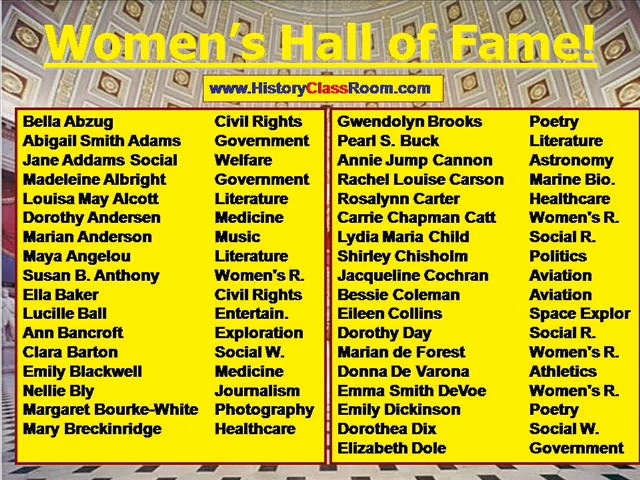 Women's Hall of Fame!
www.HistoryClassRoom.com
Bella Abzug Civil Rights
Abigail Smith Adams Government
Jane Addams Social Welfare
Madeleine Albright Government
Louisa May Alcott Literature
Dorothy Andersen Medicine
Marian Anderson Music
Maya Angelou Literature
Susan B. Anthony Women's R.
Ella Baker Civil Rights
Lucille Ball Entertain.
Ann Bancroft Exploration
Clara Barton Social W.
Emily Blackwell Medicine
Nellie Bly Journalism
Margaret Bourke-White Photography
Mary Breckinridge Healthcare
Gwendolyn Brooks Poetry
Pearl S. Buck Literature
Annie Jump Cannon Astronomy
Rachel Louise Carson Marine Bio.
Rosalynn Carter Healthcare
Carrie Chapman Catt Women's R.
Lydia Maria Child Social R.
Shirley Chisholm Politics
Jacqueline Cochran Aviation
Bessie Coleman Aviation
Eileen Collins Space Explor
Dorothy Day Social R.
Marian de Forest Women's R.
Donna De Varona Athletics
Emma Smith DeVoe Women's R.
Emily Dickinson Poetry
Dorothea Dix Social W.
Elizabeth Dole Government